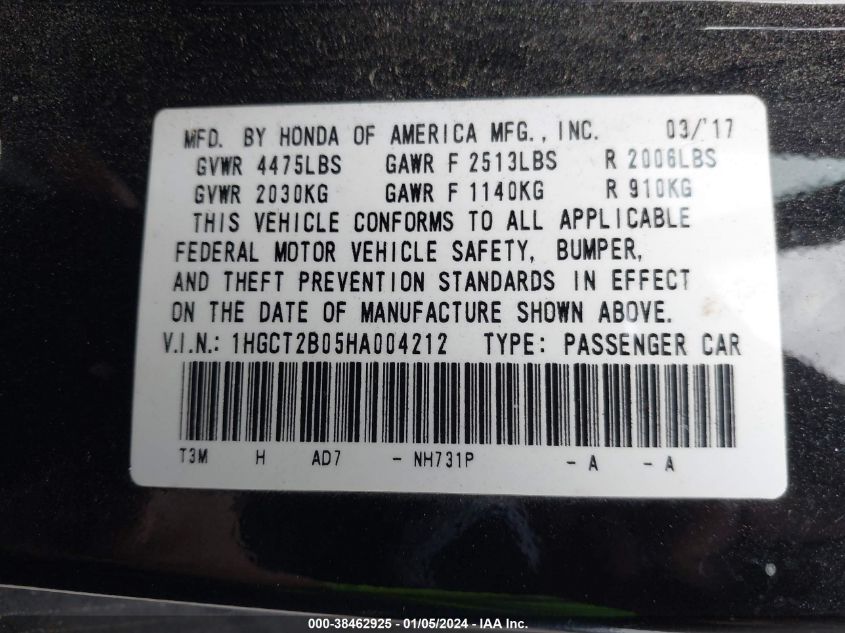 MFD. BY HONDA OF AMERICA MFG., INC. 03/'17
GVWR 4475LBS GAWR F 2513LBS R 2006LBS
GVWR 2030KG GAWR F 1140KG R 910KG
THIS VEHICLE CONFORMS TO ALL APPLICABLE
FEDERAL MOTOR VEHICLE SAFETY, BUMPER,
AND THEFT PREVENTION STANDARDS IN EFFECT
ON THE DATE OF MANUFACTURE SHOWN ABOVE.
V.I.N.: 1HGCT2B05HA004212 TYPE: PASSENGER CAR
T3M H AD7 - NH731P - A - A
000-38462925 - 01/05/2024 - IAA Inc.